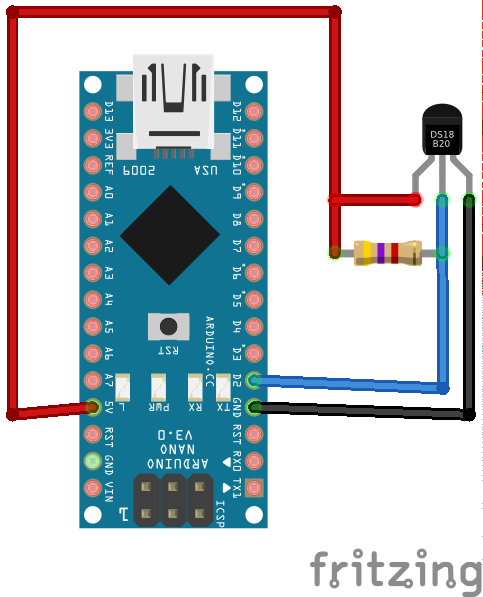 DS18
B20
USA
6002
D13
3V3
REF
A0
A1
A2
A3
A4
A5
A6
A7
5V
RST
GND
VIN
D12
D11
D10
D9
D8
D7
D6
D5
D4
D3
D2
GND
RST
RX0
TX1
RST
ARDUINO.CC
L
PWR
RX
TX
ARDUINO
NANO
V3.0
ICSP
1
fritzing